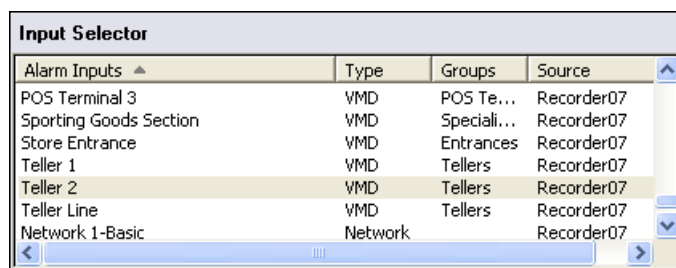 Input Selector
Alarm Inputs Type Groups Source
POS Terminal 3 VMD POS Te... Recorder07
Sporting Goods Section VMD Speciali... Recorder07
Store Entrance VMD Entrances Recorder07
Teller 1 VMD Tellers Recorder07
Teller 2 VMD Tellers Recorder07
Teller Line VMD Tellers Recorder07
Network 1-Basic Network Recorder07